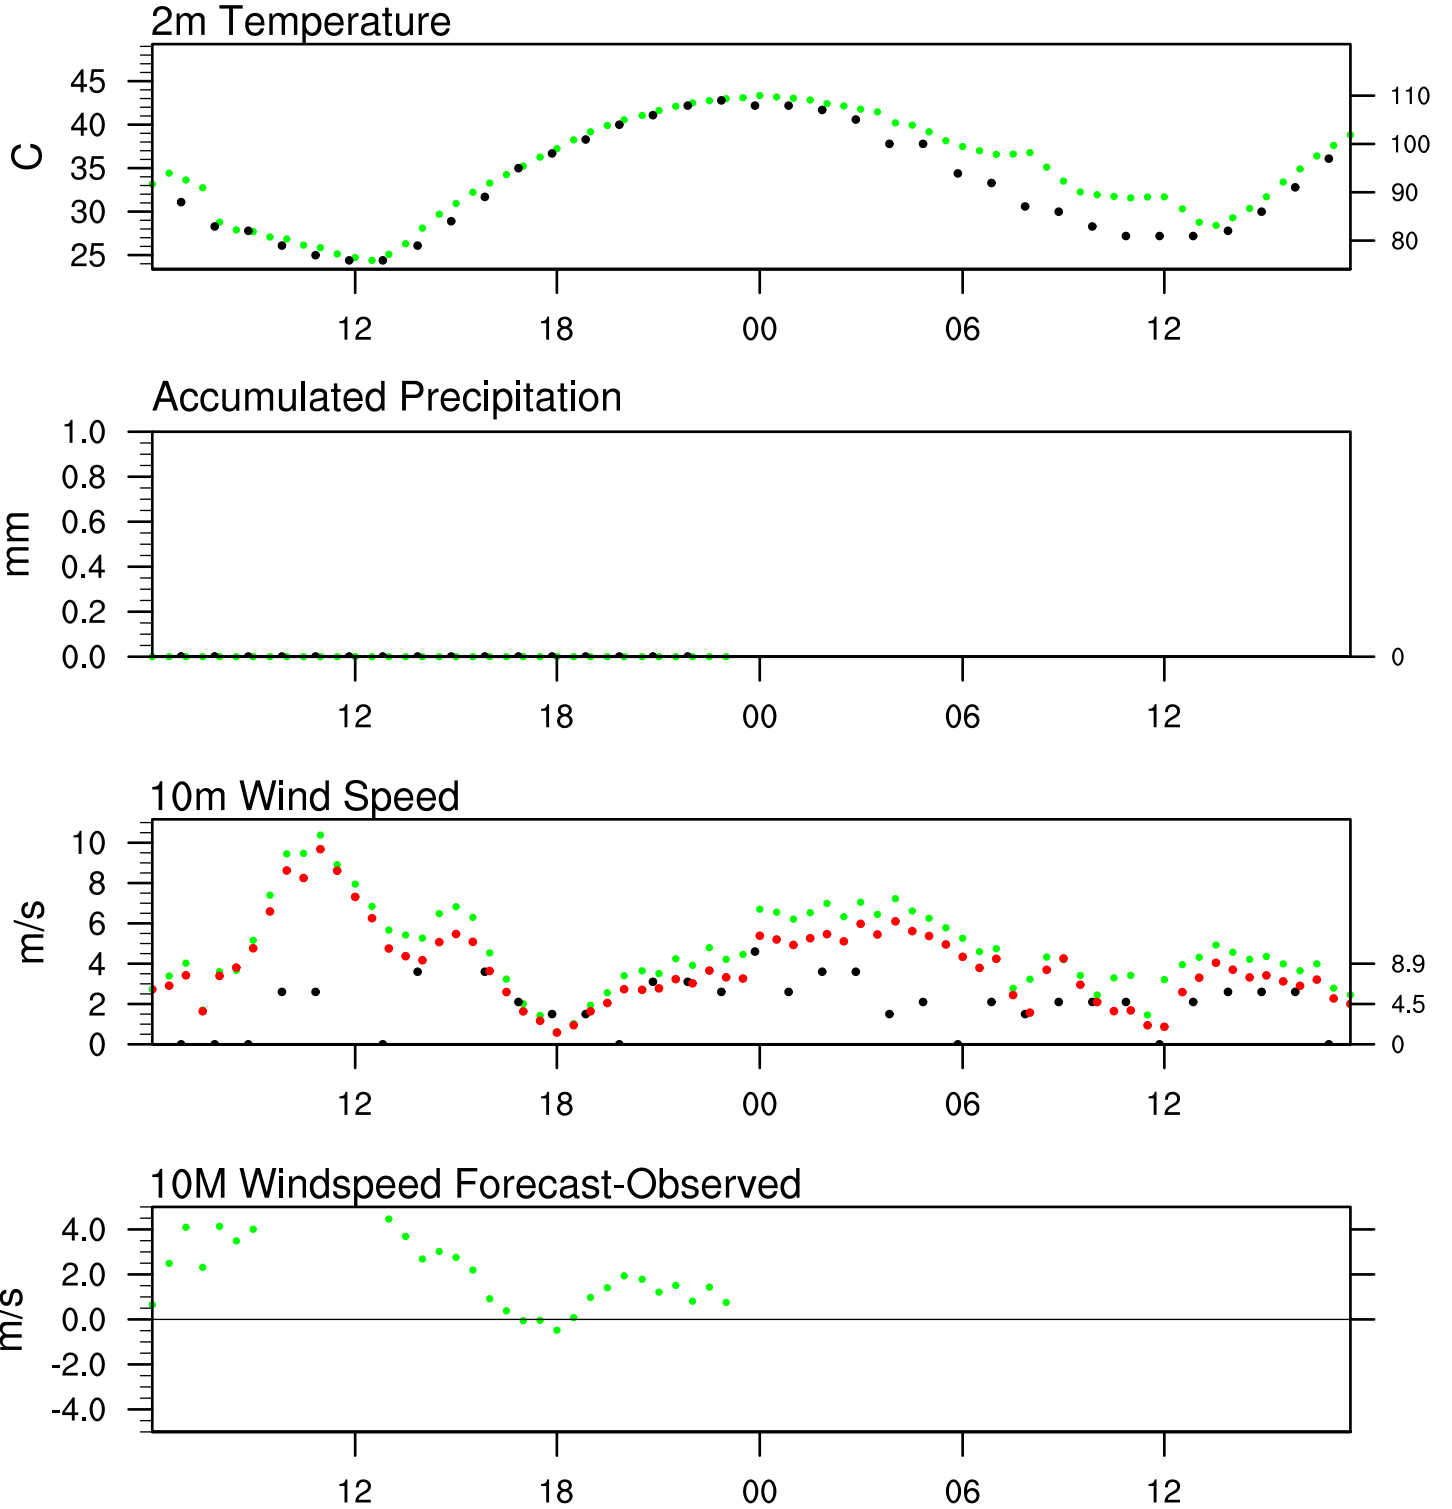 2m Temperature
45
40
35
30
25
C
110
100
90
80
12 18 00 06 12
Accumulated Precipitation
1.0
0.8
0.6
0.4
0.2
0.0
mm
0
12 18 00 06 12
10m Wind Speed
10
8
6
4
2
0
m/s
8.9
4.5
0
12 18 00 06 12
10M Windspeed Forecast-Observed
4.0
2.0
0.0
-2.0
-4.0
m/s
12 18 00 06 12